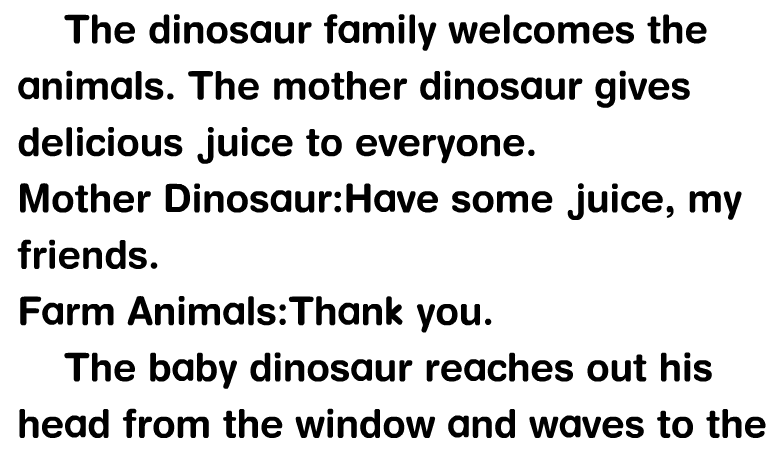 The dinosaur family welcomes the
animals. The mother dinosaur gives
delicious juice to everyone.
Mother Dinosaur:Have some juice, my
friends.
Farm Animals:Thank you.
The baby dinosaur reaches out his
head from the window and waves to the